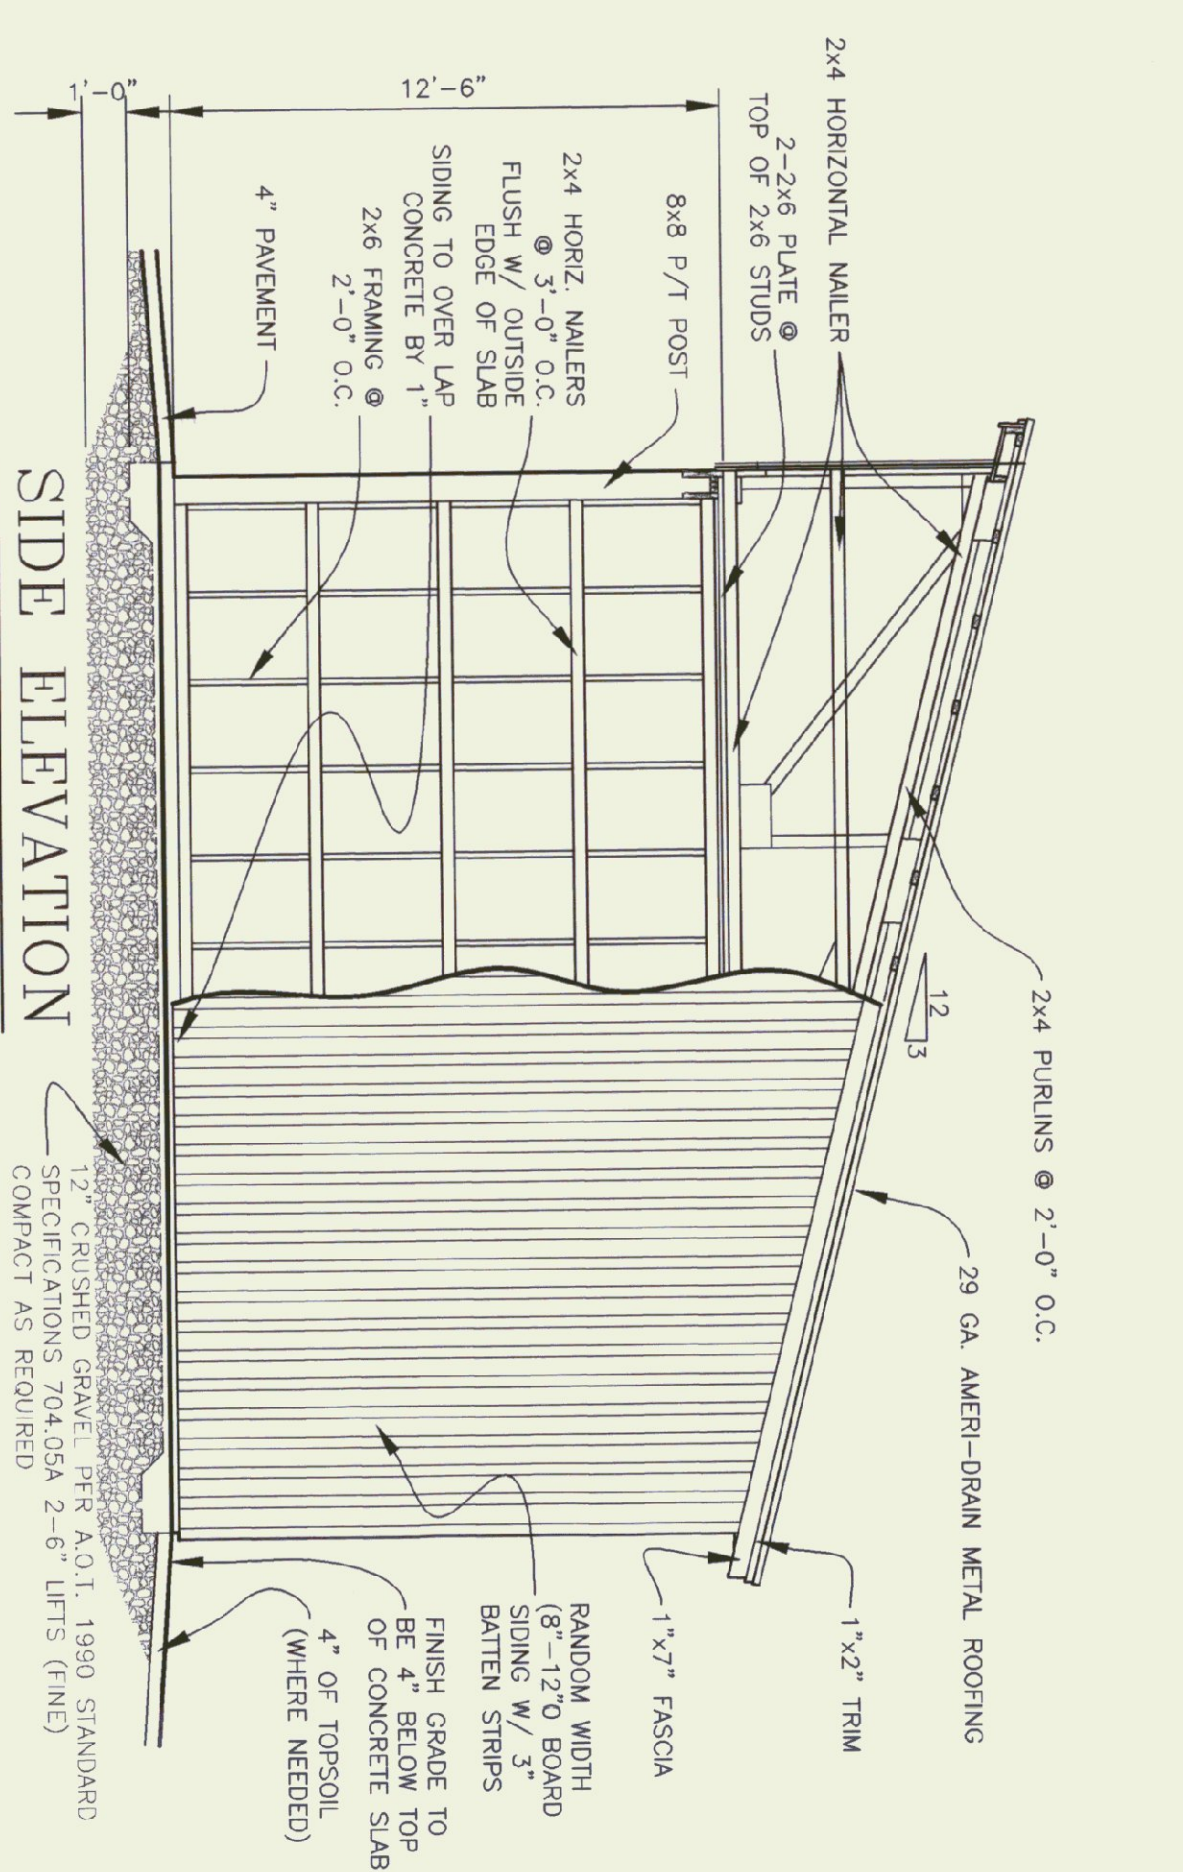 2x4 HORIZONTAL NAILER
2-2x6 PLATE @
TOP OF 2x6 STUDS
8x8 P/T POST
2x4 HORIZ. NAILERS
@ 3'-0" O.C.
FLUSH W/ OUTSIDE
EDGE OF SLAB
SIDING TO OVER LAP
CONCRETE BY 1"
2x6 FRAMING @
2'-0" O.C.
4" PAVEMENT
12'-6"
1'-0"
2x4 PURLINS @ 2'-0" O.C.
12
3
29 GA. AMERI-DRAIN METAL ROOFING
1"x2" TRIM
1"x7" FASCIA
RANDOM WIDTH
(8"-12"0 BOARD
SIDING W/ 3"
BATTEN STRIPS
FINISH GRADE TO
BE 4" BELOW TOP
OF CONCRETE SLAB
4" OF TOPSOIL
(WHERE NEEDED)
12" CRUSHED GRAVEL PER A.O.T. 1990 STANDARD
SPECIFICATIONS 704.05A 2-6" LIFTS (FINE)
COMPACT AS REQUIRED
SIDE ELEVATION